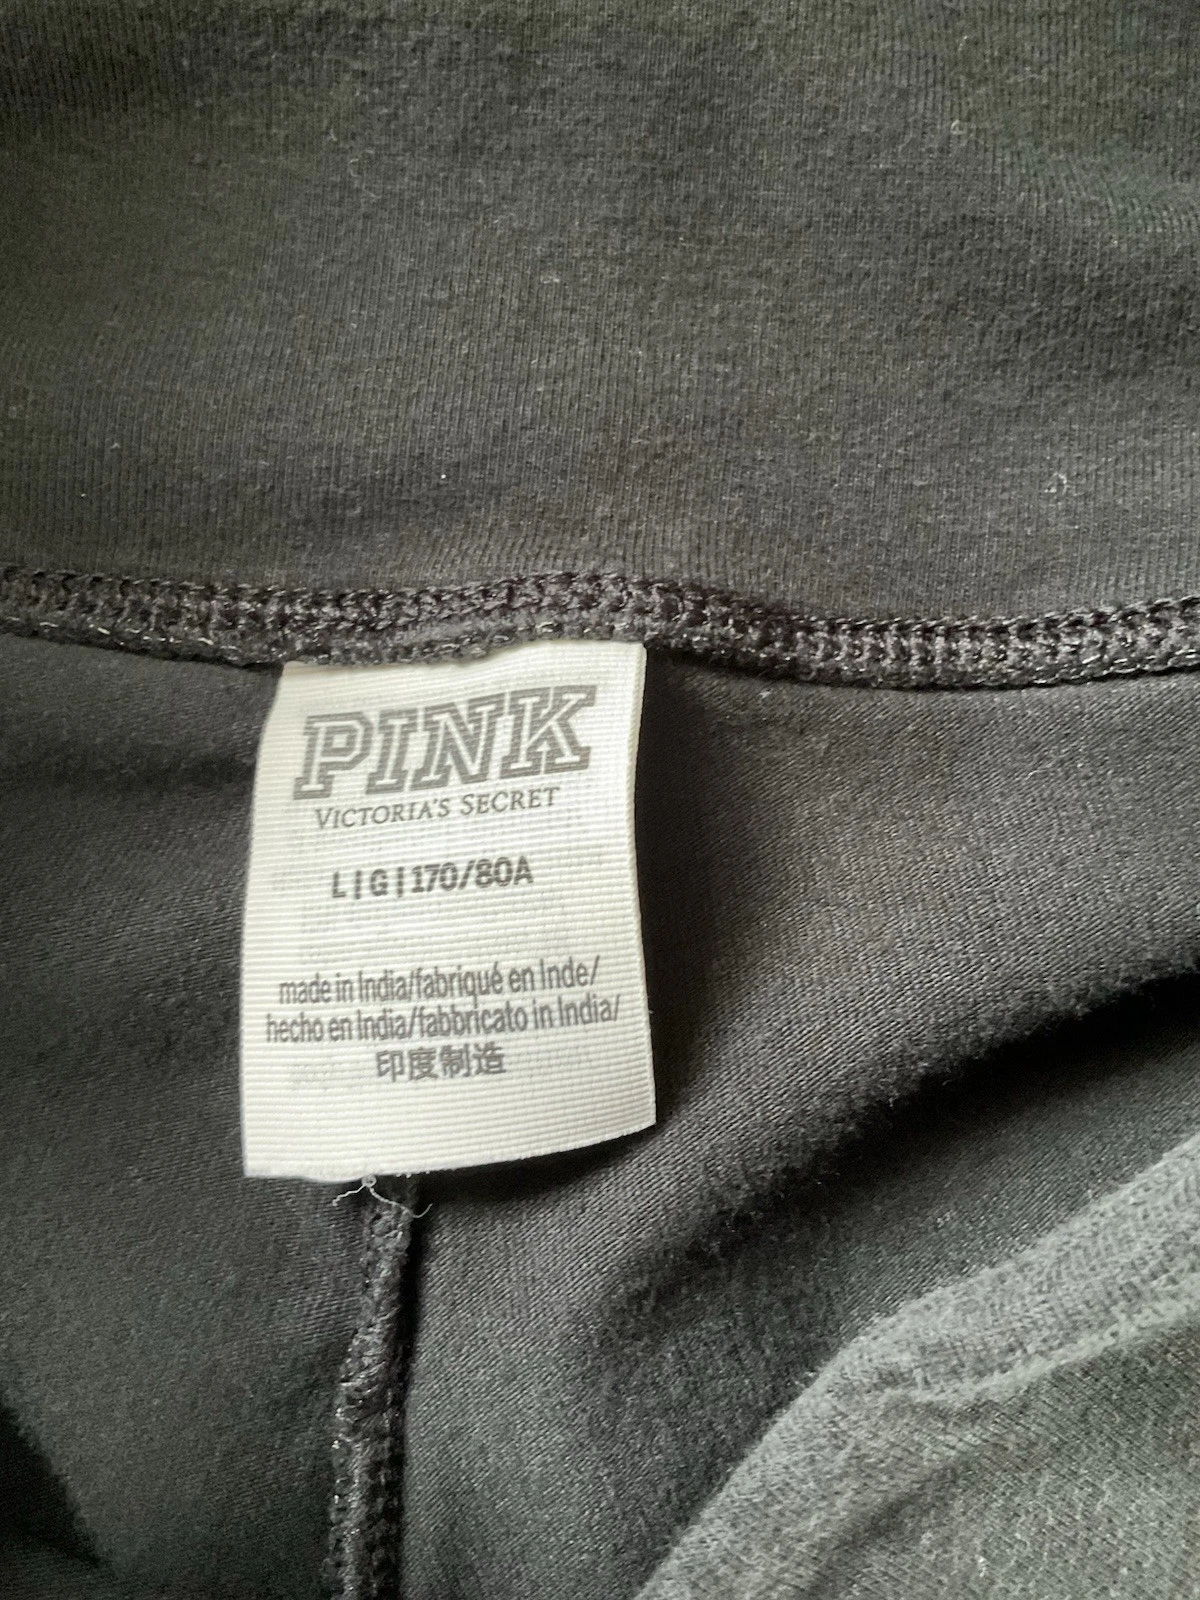 PINK
VICTORIA'S SECRET
L|G|170/80A
made in India/fabriqué en Inde/
hecho en India/fabbricato in India/
印度制造